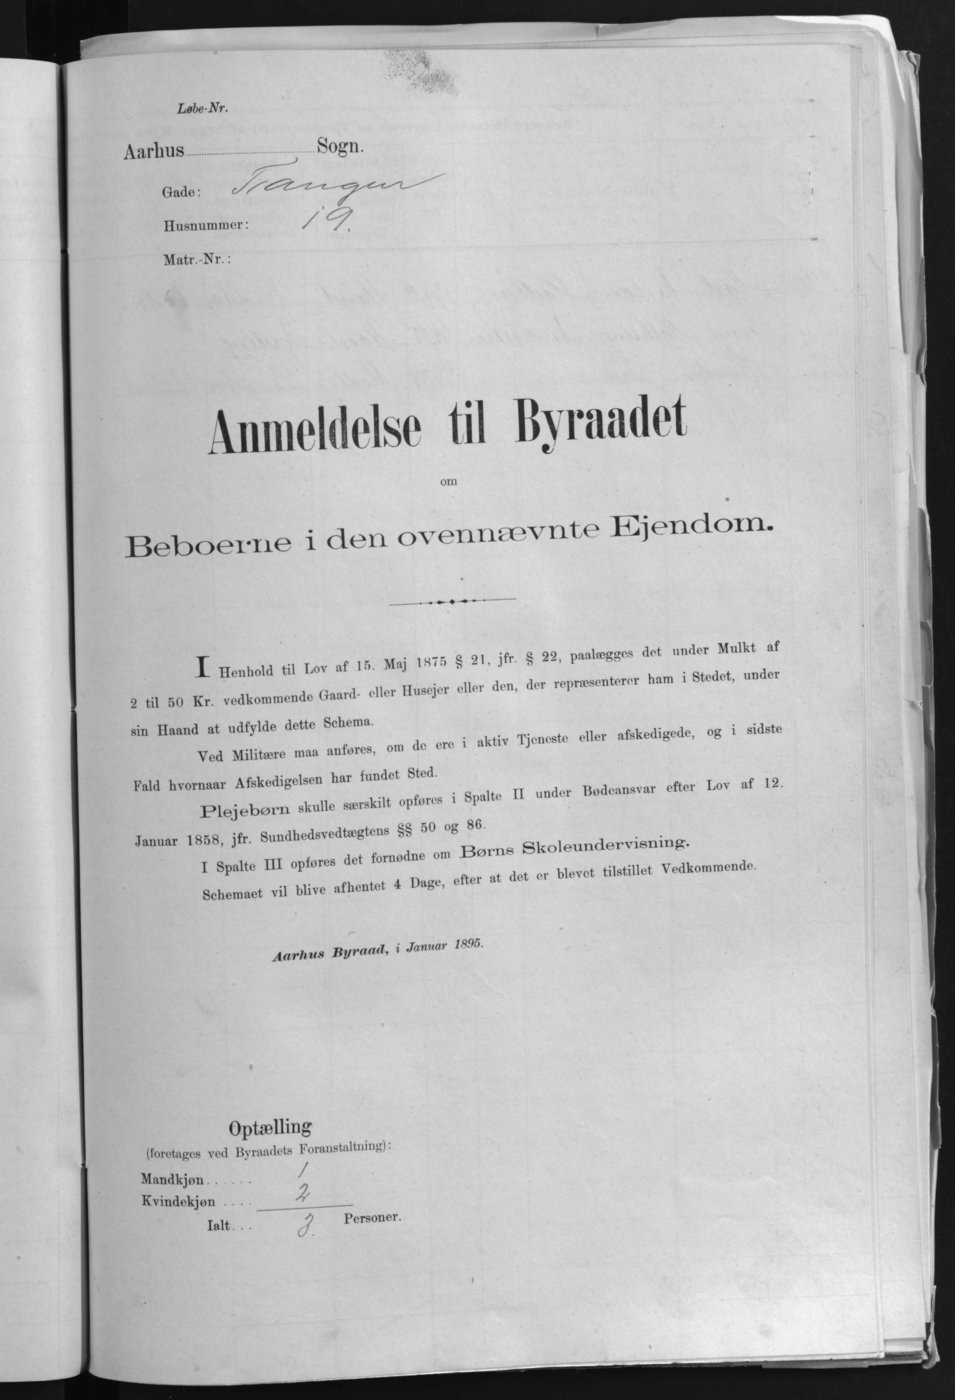 Løbe-Nr.
Aarhus Sogn.
Gade: Trangur
Husnummer: 19.
Matr.-Nr.:
Anmeldelse til Byraadet
om
Beboerne i den ovennævnte Ejendom.
I Henhold til Lov af 15. Maj 1875 § 21, jfr. § 22, paalægges det under Mulkt af
2 til 50 Kr. vedkommende Gaard- eller Husejer eller den, der repræsenterer ham i Stedet, under
sin Haand at udfylde dette Schema.
Ved Militære maa anføres, om de ere i aktiv Tjeneste eller afskedigede, og i sidste
Fald hvornaar Afskedigelsen har fundet Sted.
Plejebørn skulle særskilt opføres i Spalte II under Bødeansvar efter Lov af 12.
Januar 1858, jfr. Sundhedsvedtægtens §§ 50 og 86.
I Spalte III opføres det fornødne om Børns Skoleundervisning.
Schemaet vil blive afhentet 4 Dage, efter at det er blevet tilstillet Vedkommende.
Aarhus Byraad, i Januar 1895.
Optælling
(foretages ved Byraadets Foranstaltning):
Mandkjøn...... 1
Kvindekjøn .... 2
Ialt... 3. Personer.